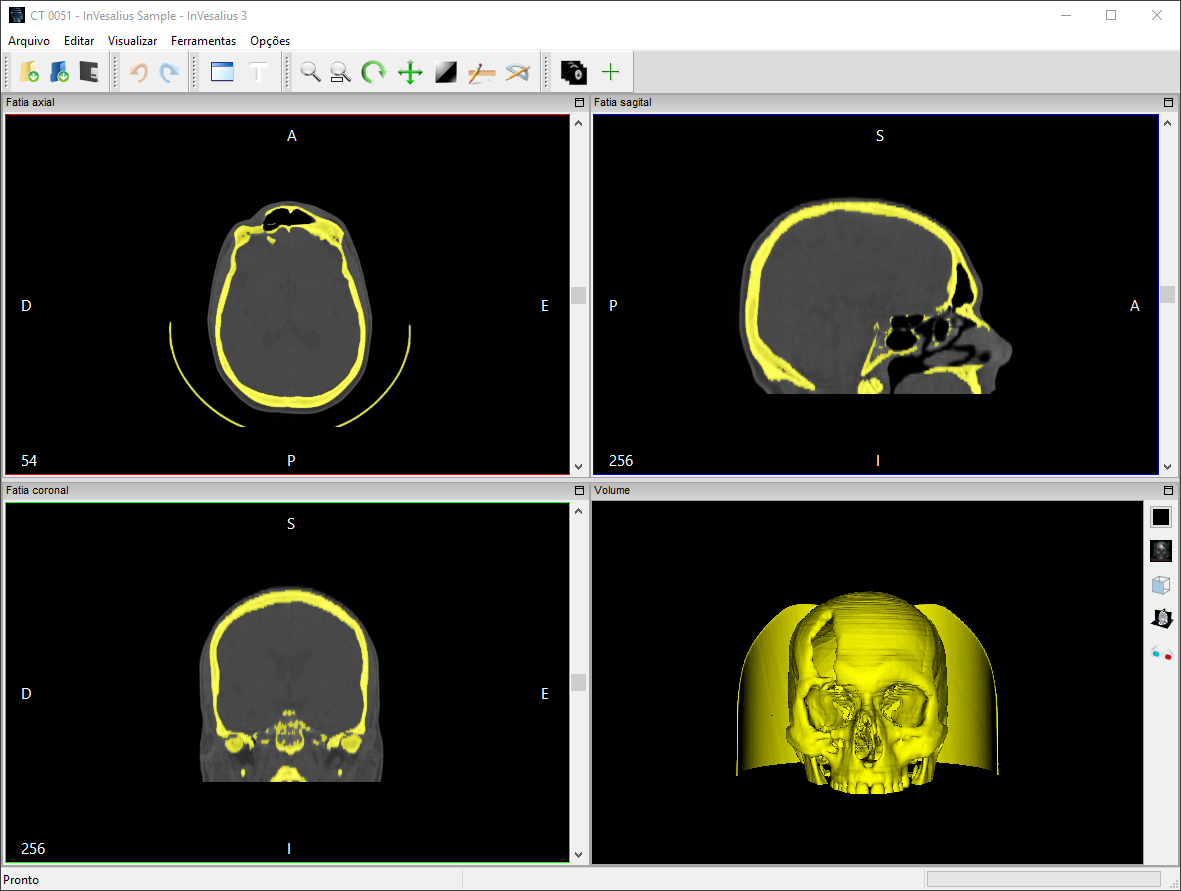 CT 0051 - InVesalius Sample - InVesalius 3
Arquivo Editar Visualizar Ferramentas Opções
T
Fatia axial
A
D
E
54
P
Fatia sagital
S
P
A
256
I
Fatia coronal
S
D
E
256
I
Volume
Pronto